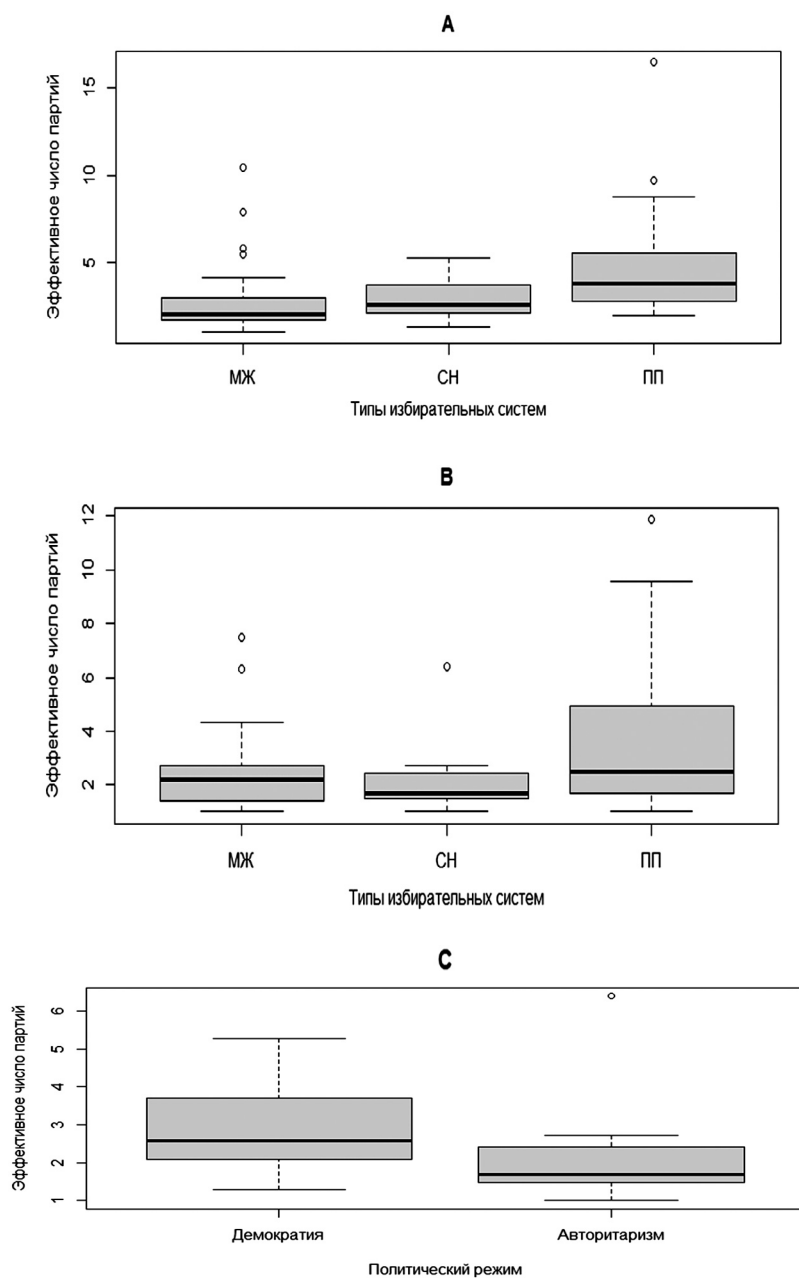 A
Эффективное число партий
15
10
5
МЖ СН ПП
Типы избирательных систем
B
Эффективное число партий
12
10
8
6
4
2
МЖ СН ПП
Типы избирательных систем
C
Эффективное число партий
6
5
4
3
2
1
Демократия Авторитаризм
Политический режим